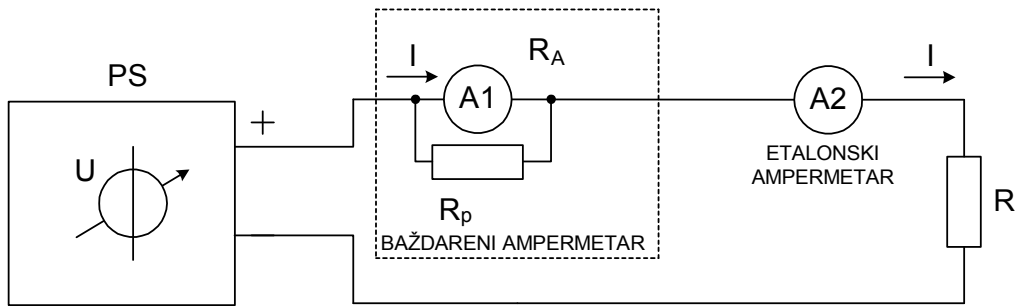 PS
+
U
−
I
R_A
A1
R_p
BAŽDARENI AMPERMETAR
A2
ETALONSKI
AMPERMETAR
I
R